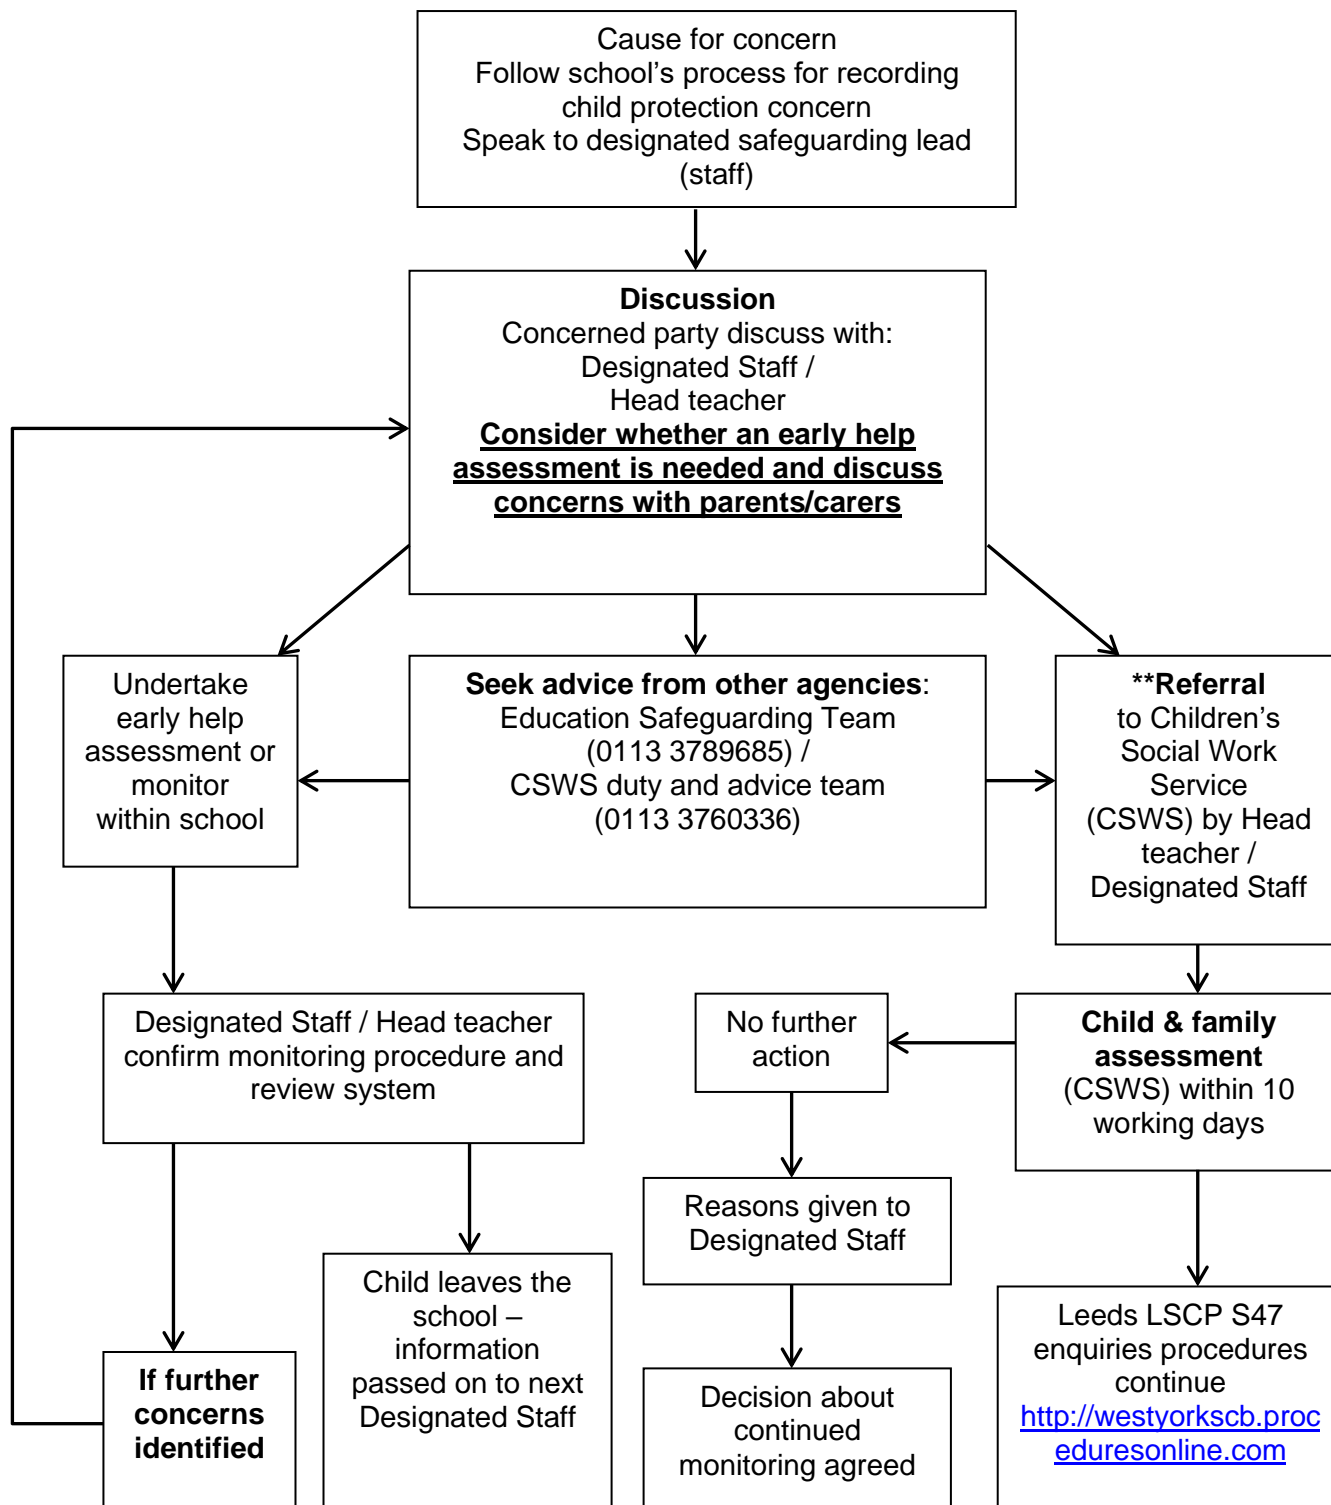 Cause for concern
Follow school’s process for recording
child protection concern
Speak to designated safeguarding lead
(staff)
Discussion
Concerned party discuss with:
Designated Staff /
Head teacher
Consider whether an early help
assessment is needed and discuss
concerns with parents/carers
Undertake
early help
assessment or
monitor
within school
Seek advice from other agencies:
Education Safeguarding Team
(0113 3789685) /
CSWS duty and advice team
(0113 3760336)
**Referral
to Children’s
Social Work
Service
(CSWS) by Head
teacher /
Designated Staff
Designated Staff / Head teacher
confirm monitoring procedure and
review system
No further
action
Child & family
assessment
(CSWS) within 10
working days
Reasons given to
Designated Staff
If further
concerns
identified
Child leaves the
school –
information
passed on to next
Designated Staff
Decision about
continued
monitoring agreed
Leeds LSCP S47
enquiries procedures
continue
http://westyorkscb.proc
eduresonline.com